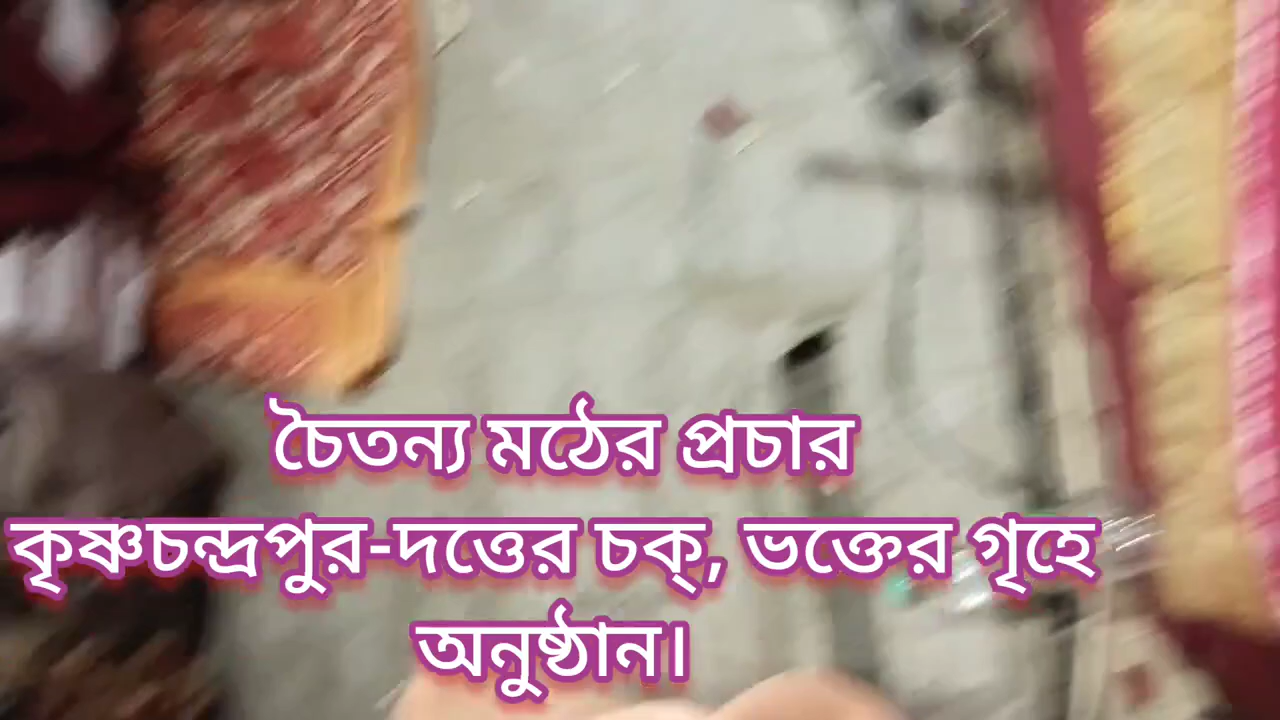 চৈতন্য মঠের প্রচার
কৃষ্ণচন্দ্রপুর-দত্তের চক্, ভক্তের গৃহে
অনুষ্ঠান।